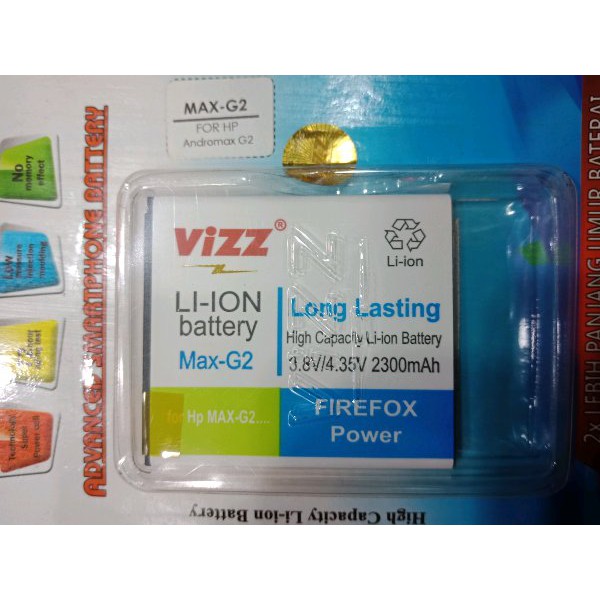 MAX-G2
FOR HP
Andromax G2
No
memory
effect
ADVANCED SMARTPHONE BATTERY
ViZZ®
LI-ION
battery
Max-G2
for Hp MAX-G2....
Li-ion
Long Lasting
High Capacity Li-ion Battery
3.8V/4.35V 2300mAh
FIREFOX
Power
ViZZ
2x LEBIH PANJANG UMUR BATERAI
High Capacity Li-ion Battery